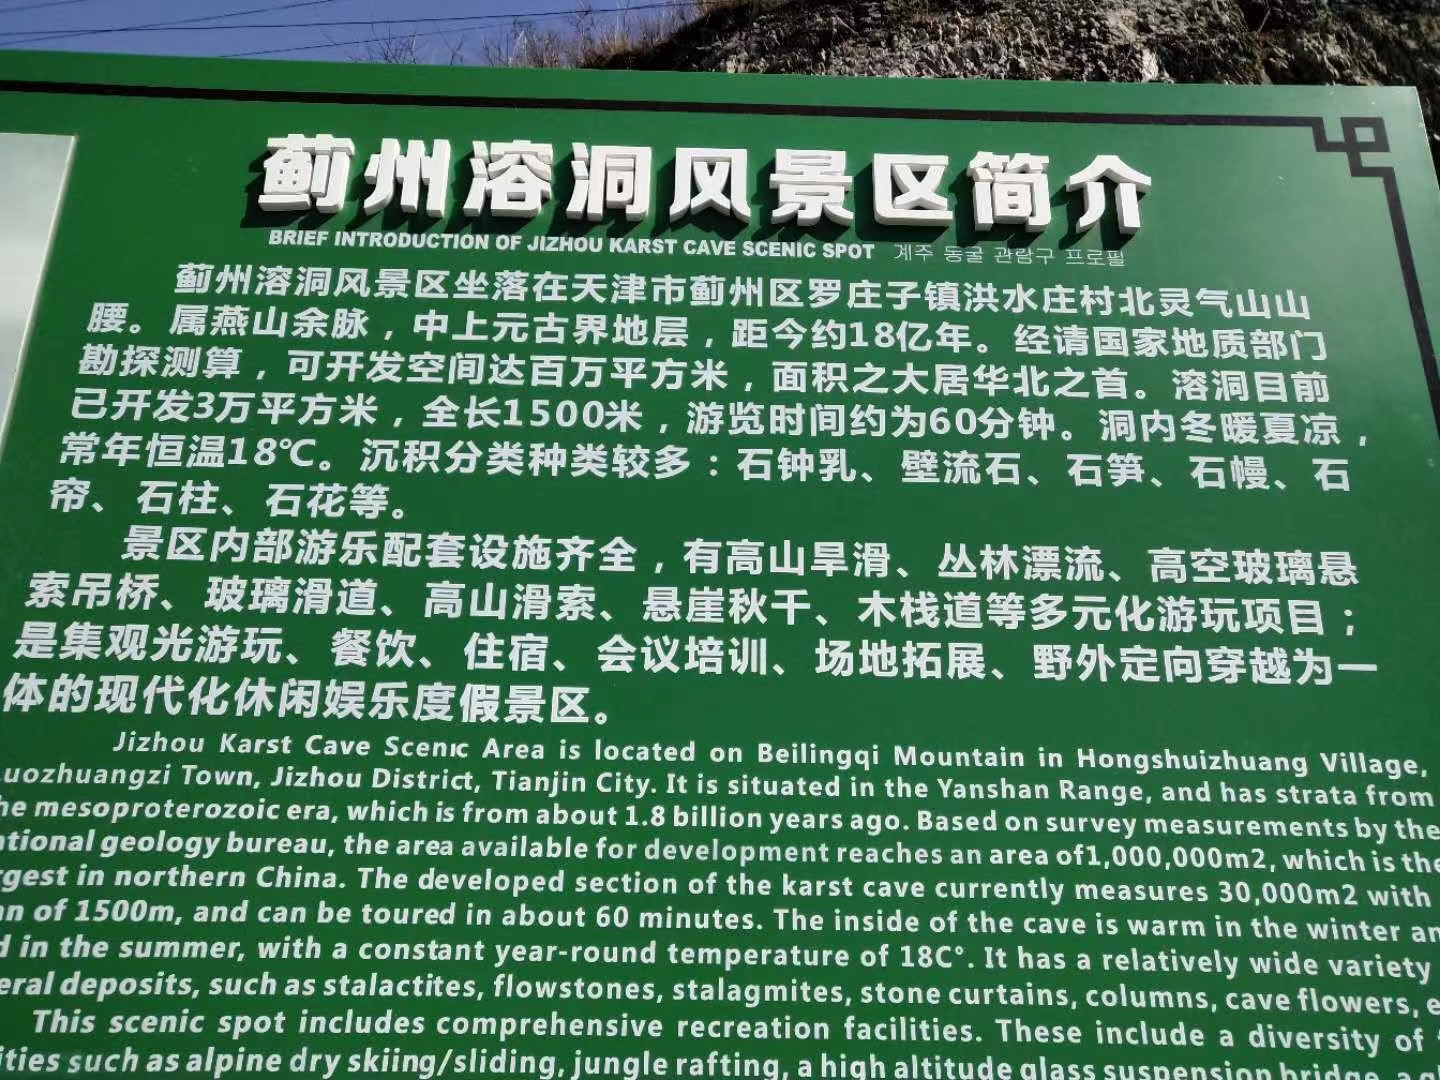 蓟州溶洞风景区简介
BRIEF INTRODUCTION OF JIZHOU KARST CAVE SCENIC SPOT 계주 동굴 관람구 프로필
蓟州溶洞风景区坐落在天津市蓟州区罗庄子镇洪水庄村北灵气山山
腰。属燕山余脉，中上元古界地层，距今约18亿年。经请国家地质部门
勘探测算，可开发空间达百万平方米，面积之大居华北之首。溶洞目前
已开发3万平方米，全长1500米，游览时间约为60分钟。洞内冬暖夏凉，
常年恒温18℃。沉积分类种类较多：石钟乳、壁流石、石笋、石幔、石
帘、石柱、石花等。
景区内部游乐配套设施齐全，有高山旱滑、丛林漂流、高空玻璃悬
索吊桥、玻璃滑道、高山滑索、悬崖秋千、木栈道等多元化游玩项目；
是集观光游玩、餐饮、住宿、会议培训、场地拓展、野外定向穿越为一
体的现代化休闲娱乐度假景区。
Jizhou Karst Cave Scenic Area is located on Beilingqi Mountain in Hongshuizhuang Village,
uozhuangzi Town, Jizhou District, Tianjin City. It is situated in the Yanshan Range, and has strata from
he mesoproterozoic era, which is from about 1.8 billion years ago. Based on survey measurements by the
ational geology bureau, the area available for development reaches an area of1,000,000m2, which is the
rgest in northern China. The developed section of the karst cave currently measures 30,000m2 with
an of 1500m, and can be toured in about 60 minutes. The inside of the cave is warm in the winter an
d in the summer, with a constant year-round temperature of 18C°. It has a relatively wide variety
eral deposits, such as stalactites, flowstones, stalagmites, stone curtains, columns, cave flowers, e
This scenic spot includes comprehensive recreation facilities. These include a diversity of
ities such as alpine dry skiing/sliding, jungle rafting, a high altitude glass suspension bridge, a